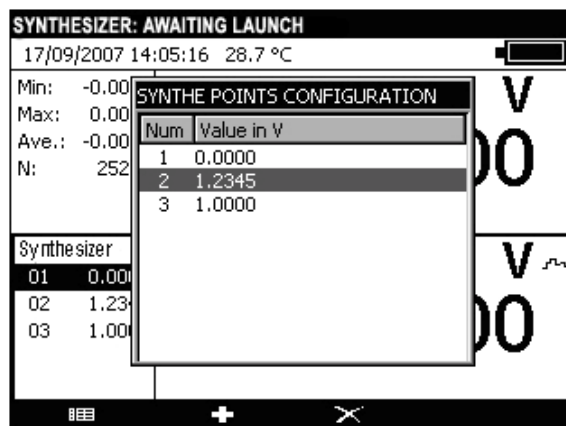 SYNTHESIZER: AWAITING LAUNCH
17/09/2007 14:05:16 28.7 °C
Min: -0.00
Max: 0.00
Ave.: -0.00
N: 252
V
00
SYNTHE POINTS CONFIGURATION
Num Value in V
1 0.0000
2 1.2345
3 1.0000
Synthesizer
01 0.00
02 1.23
03 1.00
V
00